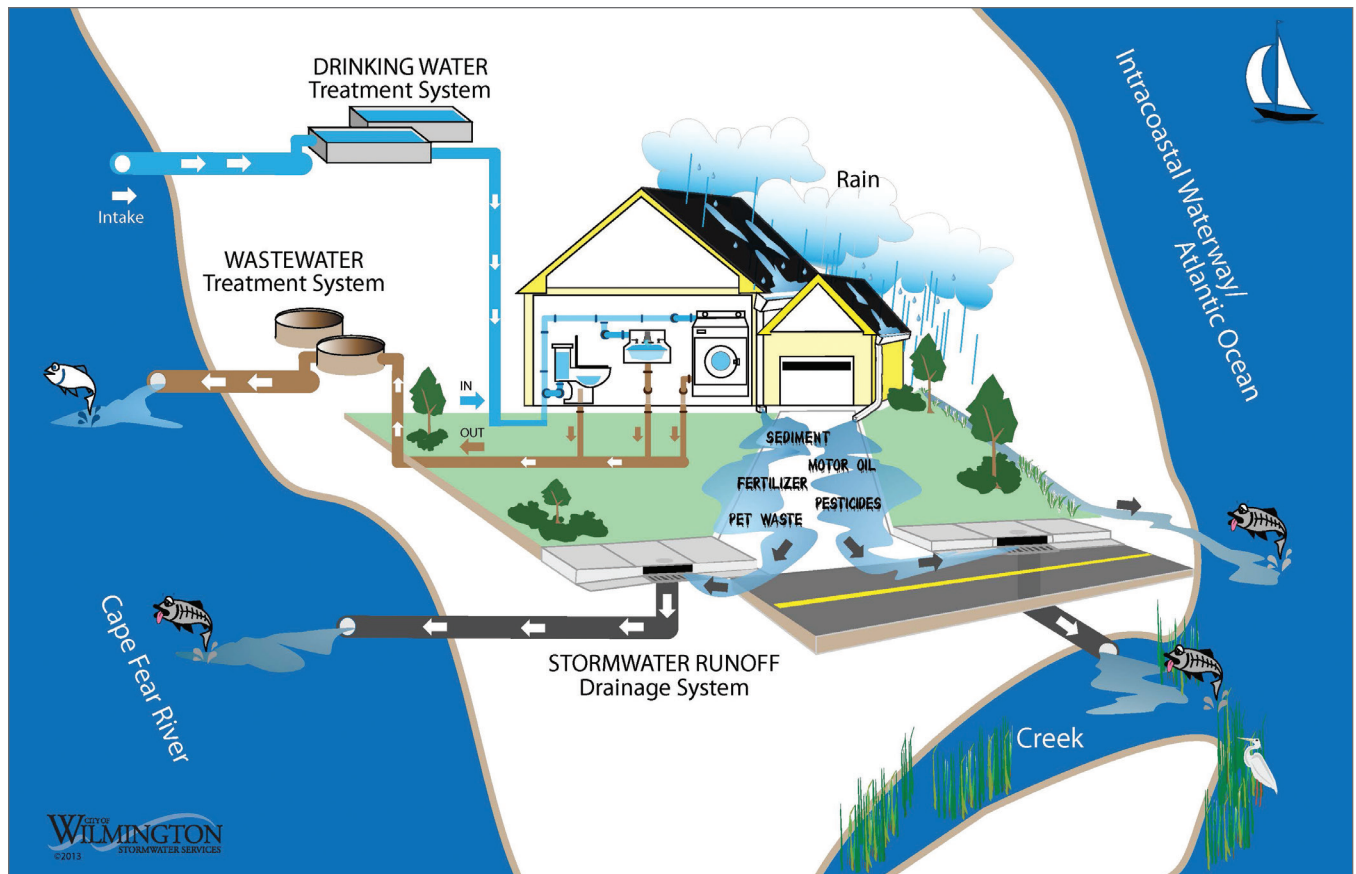 DRINKING WATER
Treatment System
Intake
WASTEWATER
Treatment System
Rain
Intracoastal Waterway/
Atlantic Ocean
IN
OUT
SEDIMENT
MOTOR OIL
FERTILIZER
PESTICIDES
PET WASTE
STORMWATER RUNOFF
Drainage System
Cape Fear River
Creek
CITY OF
WILMINGTON
STORMWATER SERVICES
©2013